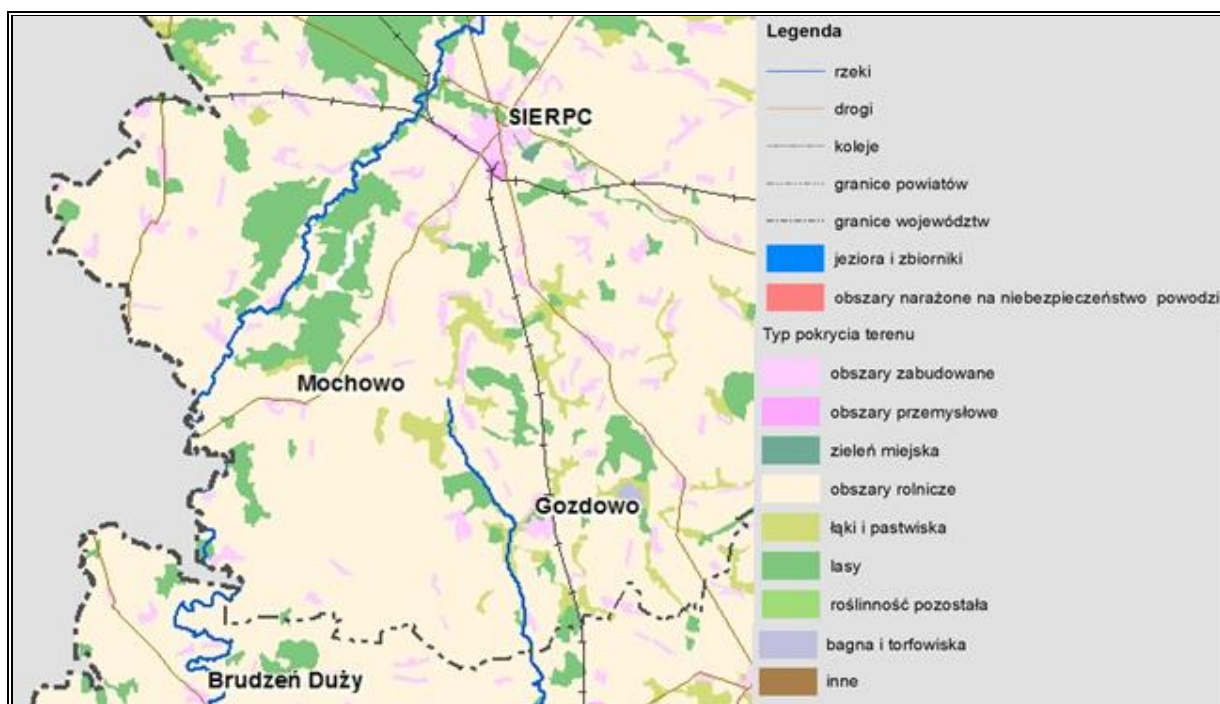 SIERPC
Mochowo
Gozdowo
Brudzeń Duży
Legenda
rzeki
drogi
koleje
granice powiatów
granice województw
jeziora i zbiorniki
obszary narażone na niebezpieczeństwo powodzi
Typ pokrycia terenu
obszary zabudowane
obszary przemysłowe
zieleń miejska
obszary rolnicze
łąki i pastwiska
lasy
roślinność pozostała
bagna i torfowiska
inne